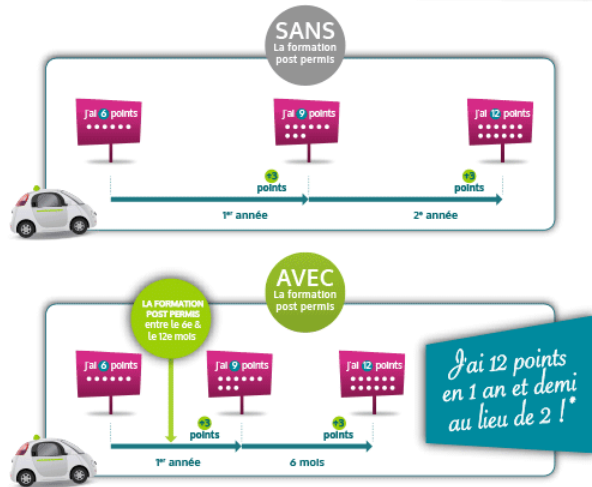 SANS
La formation
post permis
J'ai 6 points
J'ai 9 points
J'ai 12 points
+3
points
+3
points
1er année
2e année
AVEC
La formation
post permis
LA FORMATION
POST PERMIS
entre le 6e &
le 12e mois
J'ai 6 points
J'ai 9 points
J'ai 12 points
J'ai 12 points
en 1 an et demi
au lieu de 2 !*
+3
points
+3
points
1er année
6 mois